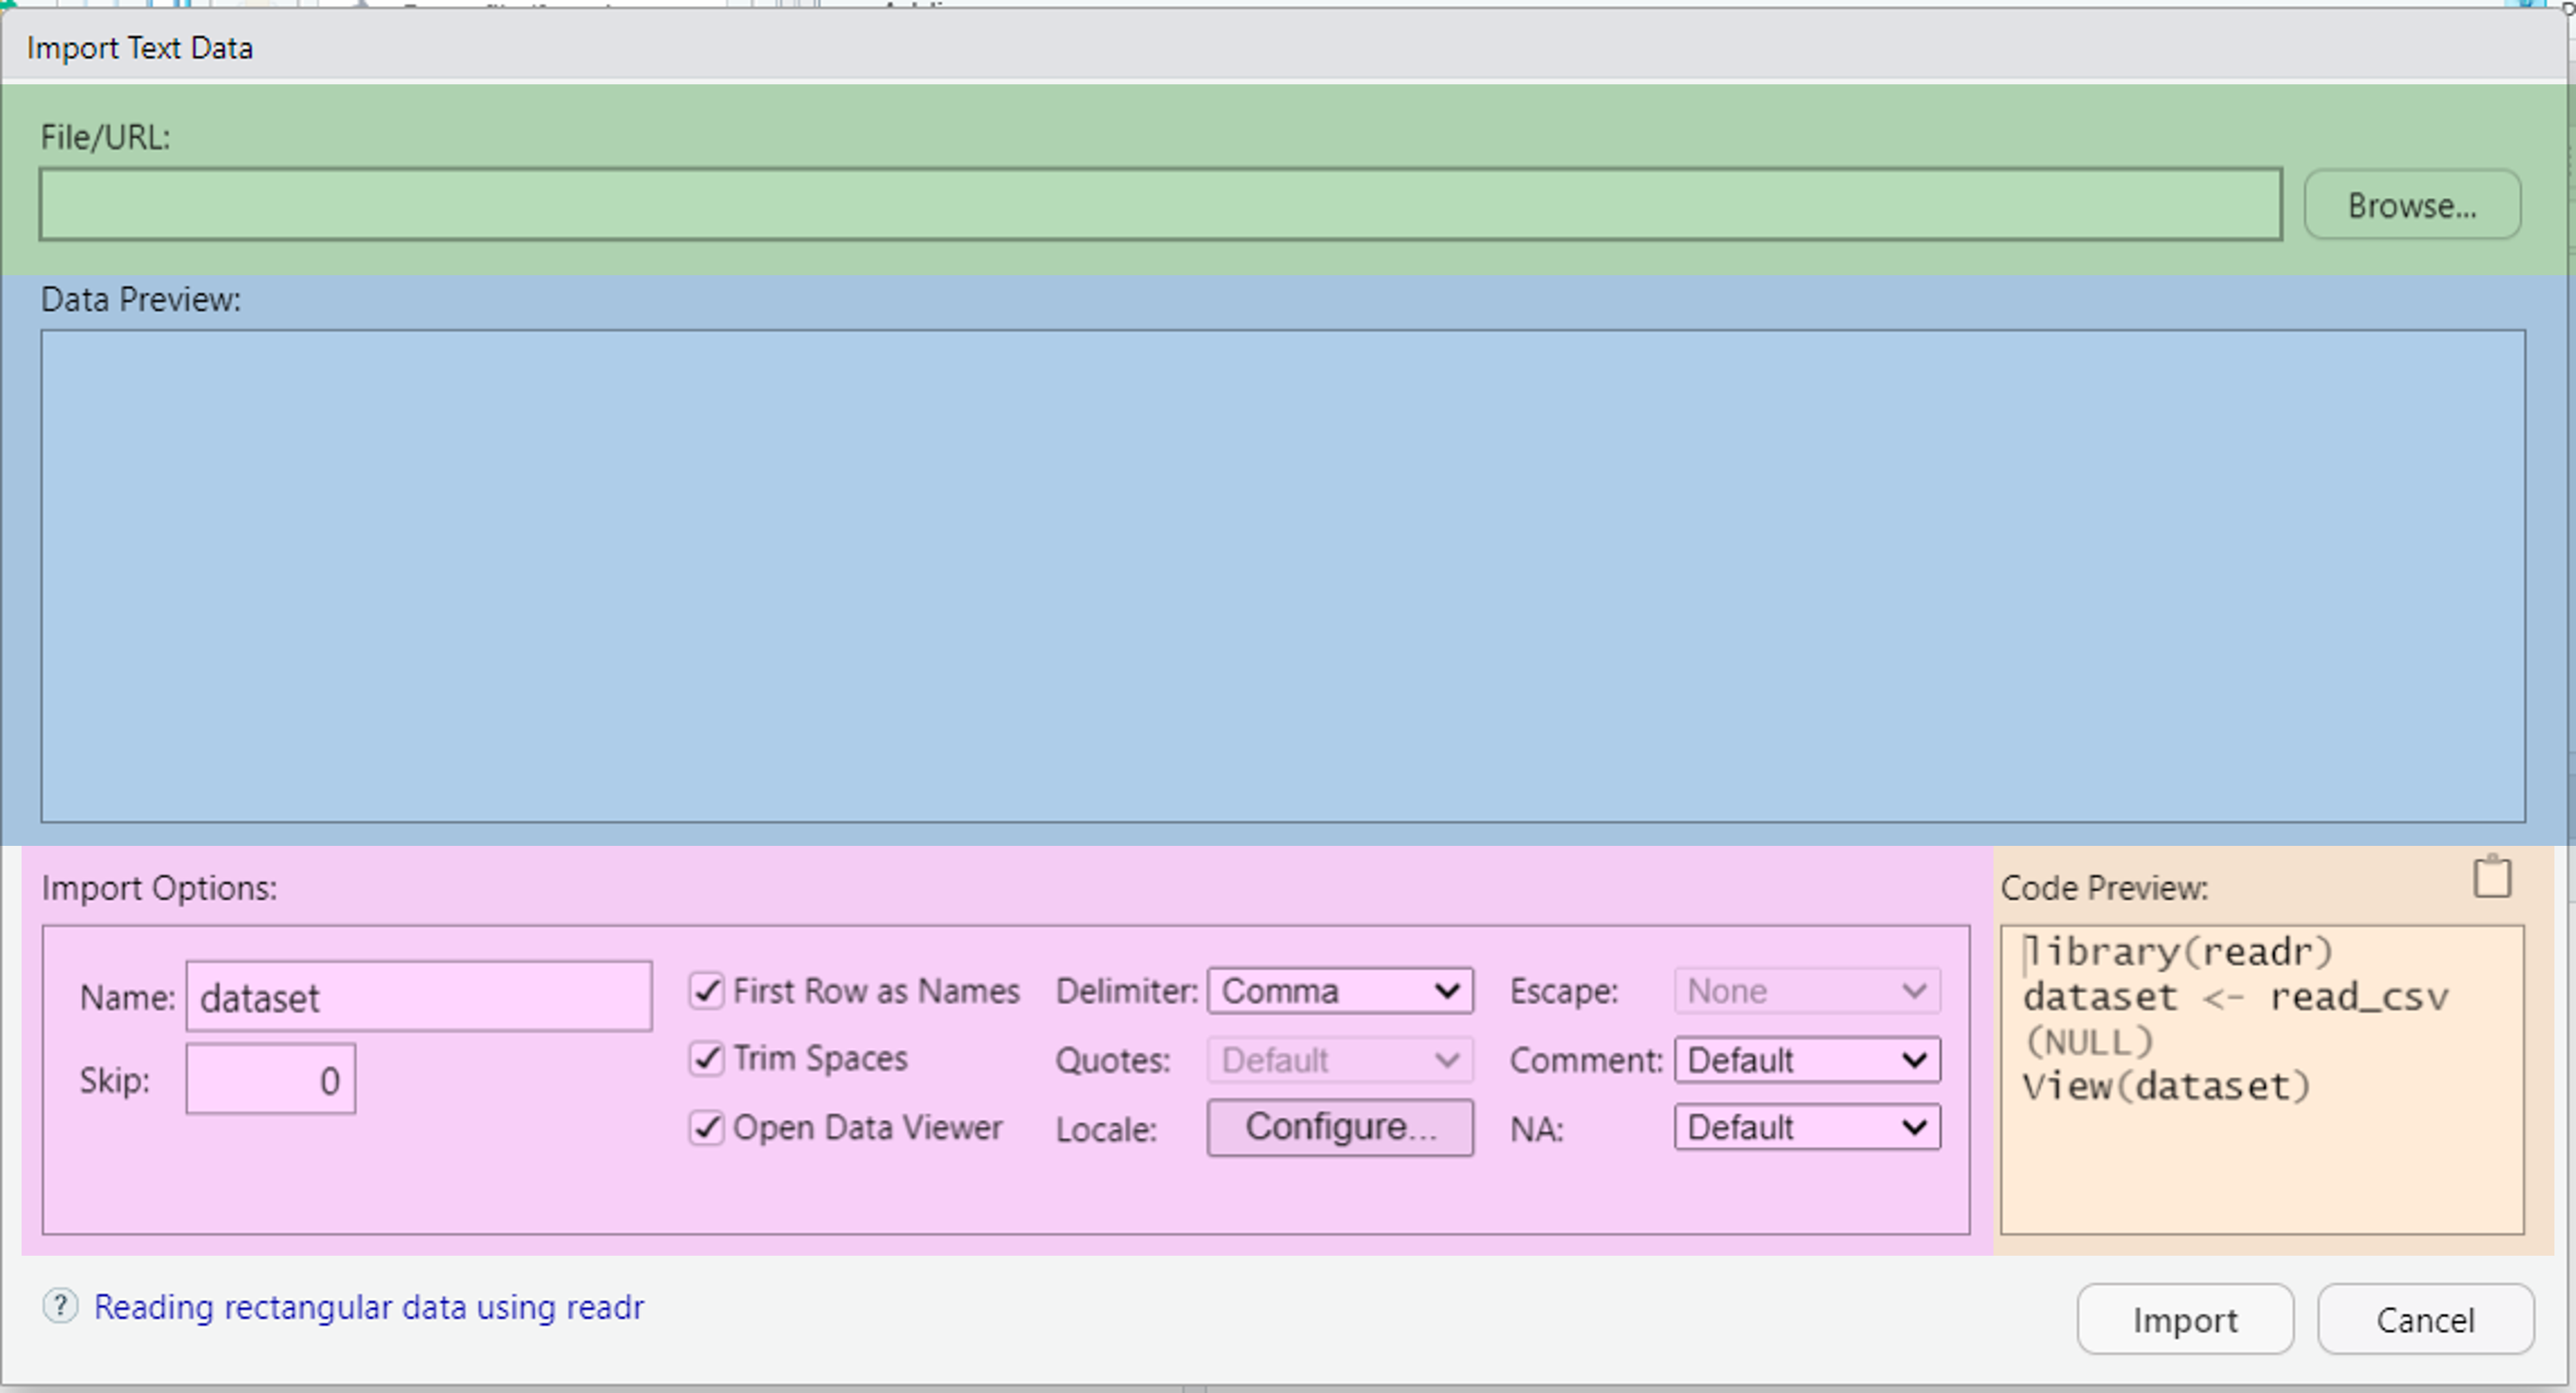 Import Text Data
File/URL:
Browse...
Data Preview:
Import Options:
Name: dataset
Skip: 0
First Row as Names
Trim Spaces
Open Data Viewer
Delimiter: Comma
Quotes: Default
Locale: Configure...
Escape: None
Comment: Default
NA: Default
Code Preview:
library(readr)
dataset <- read_csv
(NULL)
View(dataset)
? Reading rectangular data using readr
Import
Cancel